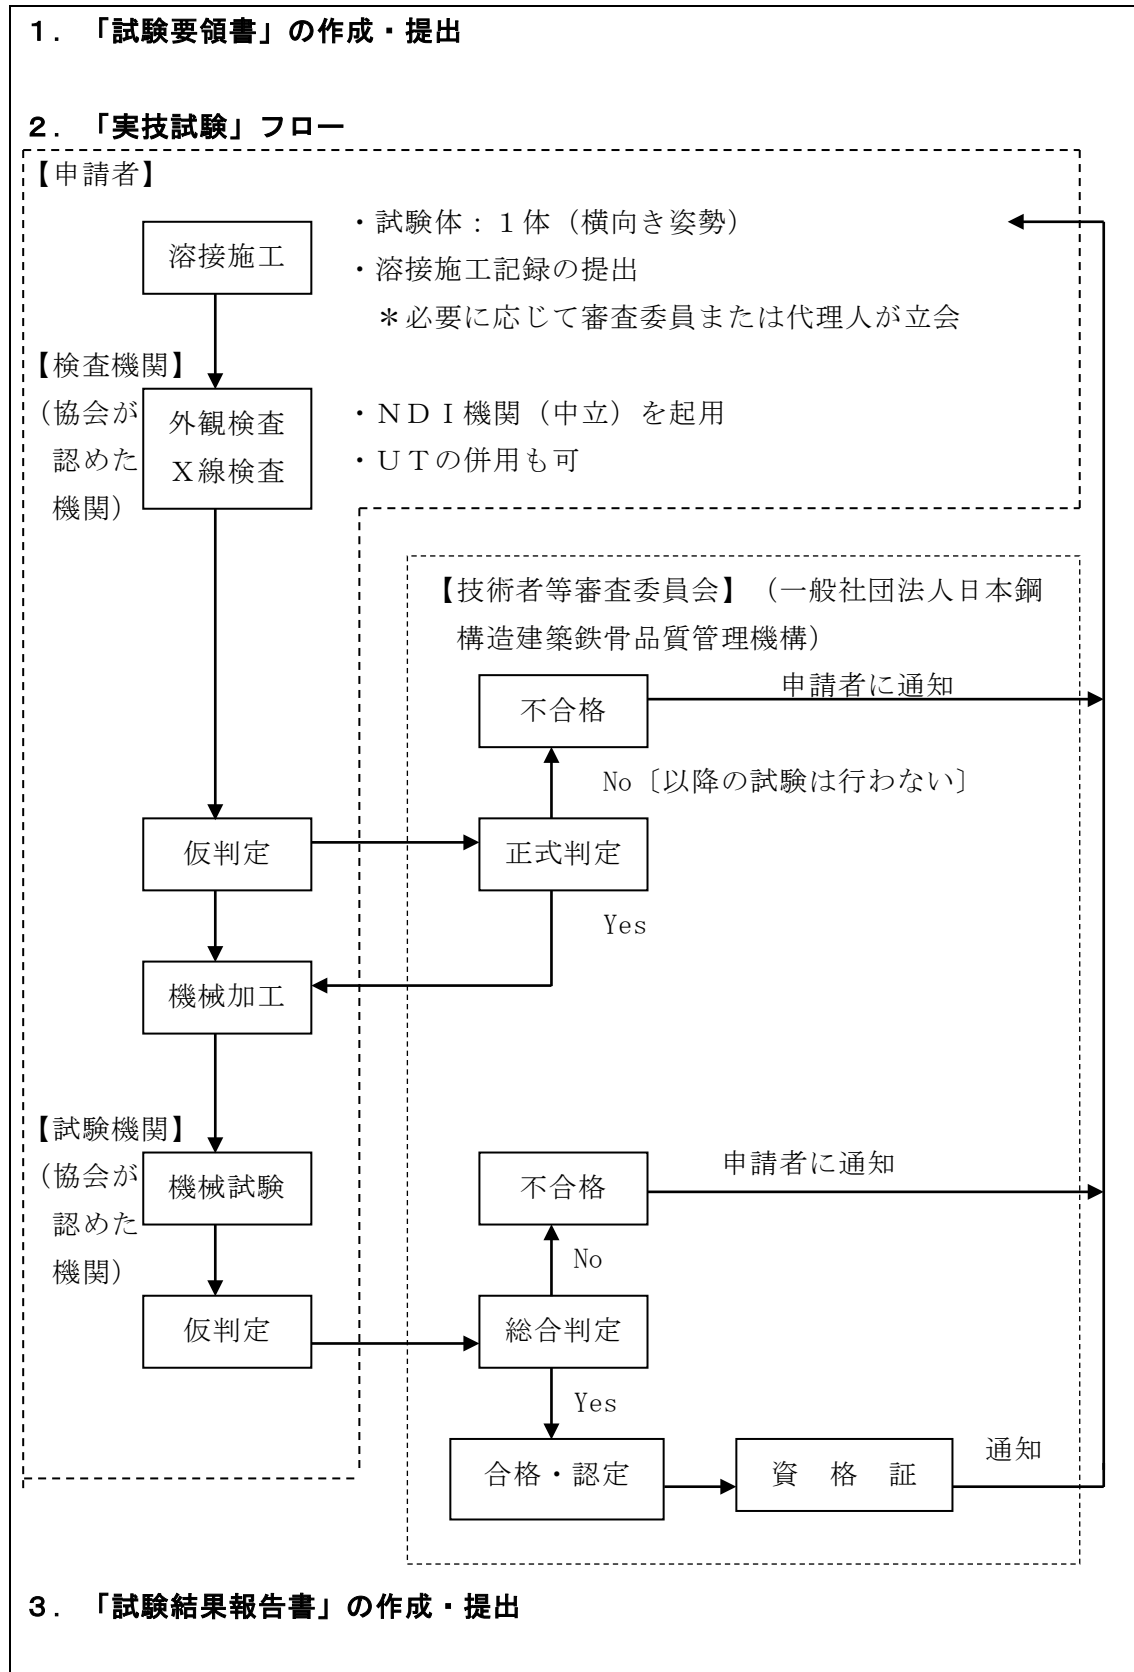 １．「試験要領書」の作成・提出
２．「実技試験」フロー
【申請者】
溶接施工
・試験体：１体（横向き姿勢）
・溶接施工記録の提出
＊必要に応じて審査委員または代理人が立会
【検査機関】
（協会が
認めた
機関）
外観検査
Ｘ線検査
・ＮＤＩ機関（中立）を起用
・ＵＴの併用も可
【技術者等審査委員会】（一般社団法人日本鋼
構造建築鉄骨品質管理機構）
不合格
申請者に通知
No〔以降の試験は行わない〕
仮判定
正式判定
Yes
機械加工
【試験機関】
（協会が
認めた
機関）
機械試験
不合格
申請者に通知
No
仮判定
総合判定
Yes
合格・認定
資　格　証
通知
３．「試験結果報告書」の作成・提出